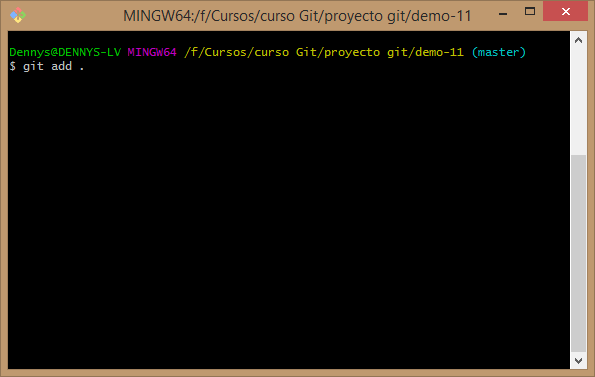 MINGW64:/f/Cursos/curso Git/proyecto git/demo-11
Dennys@DENNYS-LV MINGW64 /f/Cursos/curso Git/proyecto git/demo-11 (master)
$ git add .